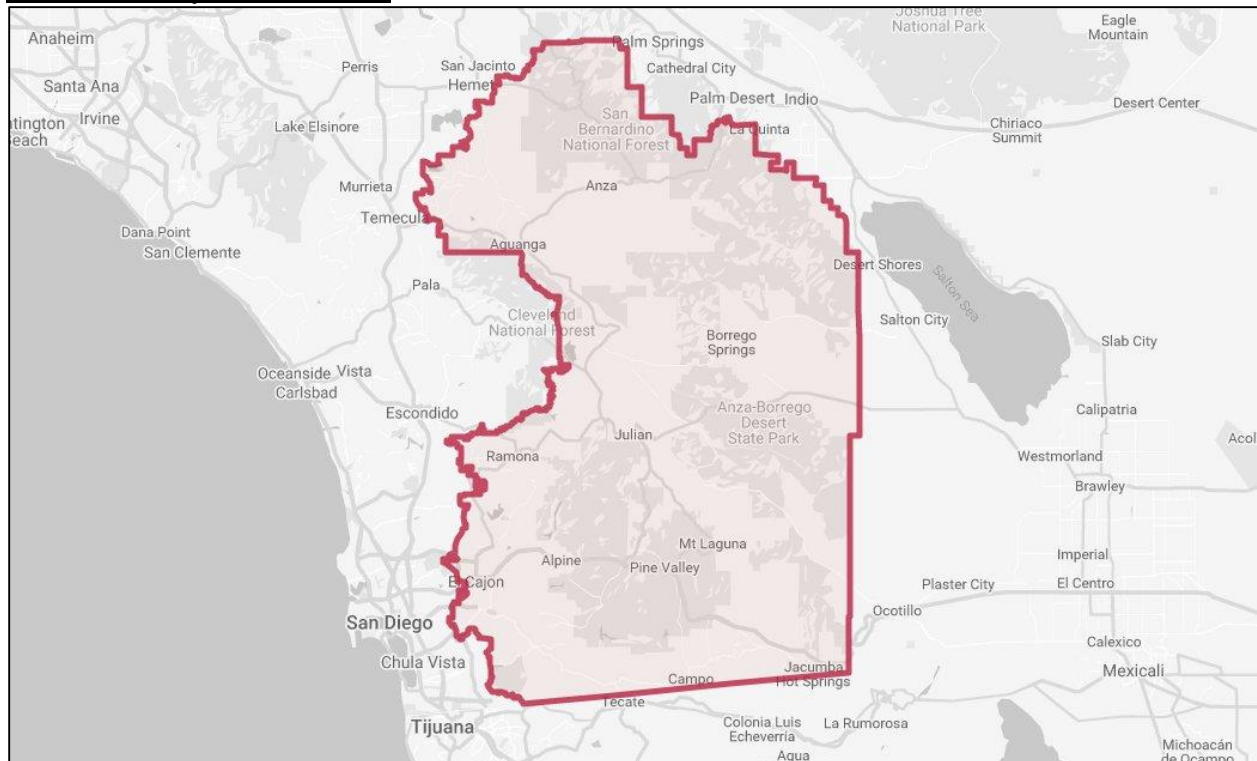 Joshua Tree
National Park
Eagle
Mountain
Anaheim
Palm Springs
Perris
San Jacinto
Cathedral City
Hemet
Santa Ana
Palm Desert
Indio
Desert Center
Irvine
Lake Elsinore
San
Bernardino
National Forest
La Quinta
Chiriaco
Summit
Beach
Murrieta
Anza
Temecula
Dana Point
San Clemente
Aguanga
Desert Shores
Pala
Salton Sea
Cleveland
National Forest
Salton City
Borrego
Springs
Slab City
Oceanside
Vista
Carlsbad
Escondido
Anza-Borrego
Desert
State Park
Calipatria
Julian
Ramona
Westmorland
Brawley
Mt Laguna
Alpine
Pine Valley
Imperial
El Cajon
Plaster City
El Centro
San Diego
Ocotillo
Chula Vista
Calexico
Jacumba
Hot Springs
Mexicali
Campo
Tecate
Tijuana
Colonia Luis
Echeverría
La Rumorosa
Agua
Michoacán
de Ocampo